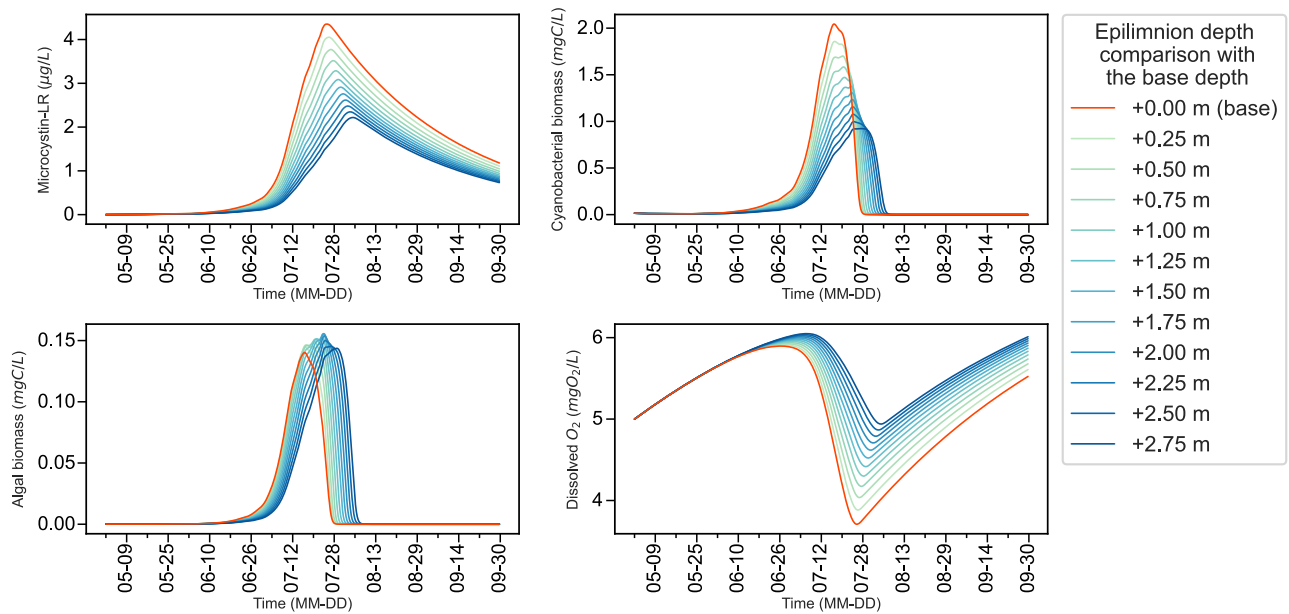 Microcystin-LR (μg/L)
4
3
2
1
0
05-09
05-25
06-10
06-26
07-12
07-28
08-13
08-29
09-14
09-30
Time (MM-DD)
Cyanobacterial biomass (mgC/L)
2.0
1.5
1.0
0.5
0.0
05-09
05-25
06-10
06-26
07-12
07-28
08-13
08-29
09-14
09-30
Time (MM-DD)
Epilimnion depth
comparison with
the base depth
+0.00 m (base)
+0.25 m
+0.50 m
+0.75 m
+1.00 m
+1.25 m
+1.50 m
+1.75 m
+2.00 m
+2.25 m
+2.50 m
+2.75 m
Algal biomass (mgC/L)
0.15
0.10
0.05
0.00
05-09
05-25
06-10
06-26
07-12
07-28
08-13
08-29
09-14
09-30
Time (MM-DD)
Dissolved O₂ (mgO₂/L)
6
5
4
05-09
05-25
06-10
06-26
07-12
07-28
08-13
08-29
09-14
09-30
Time (MM-DD)